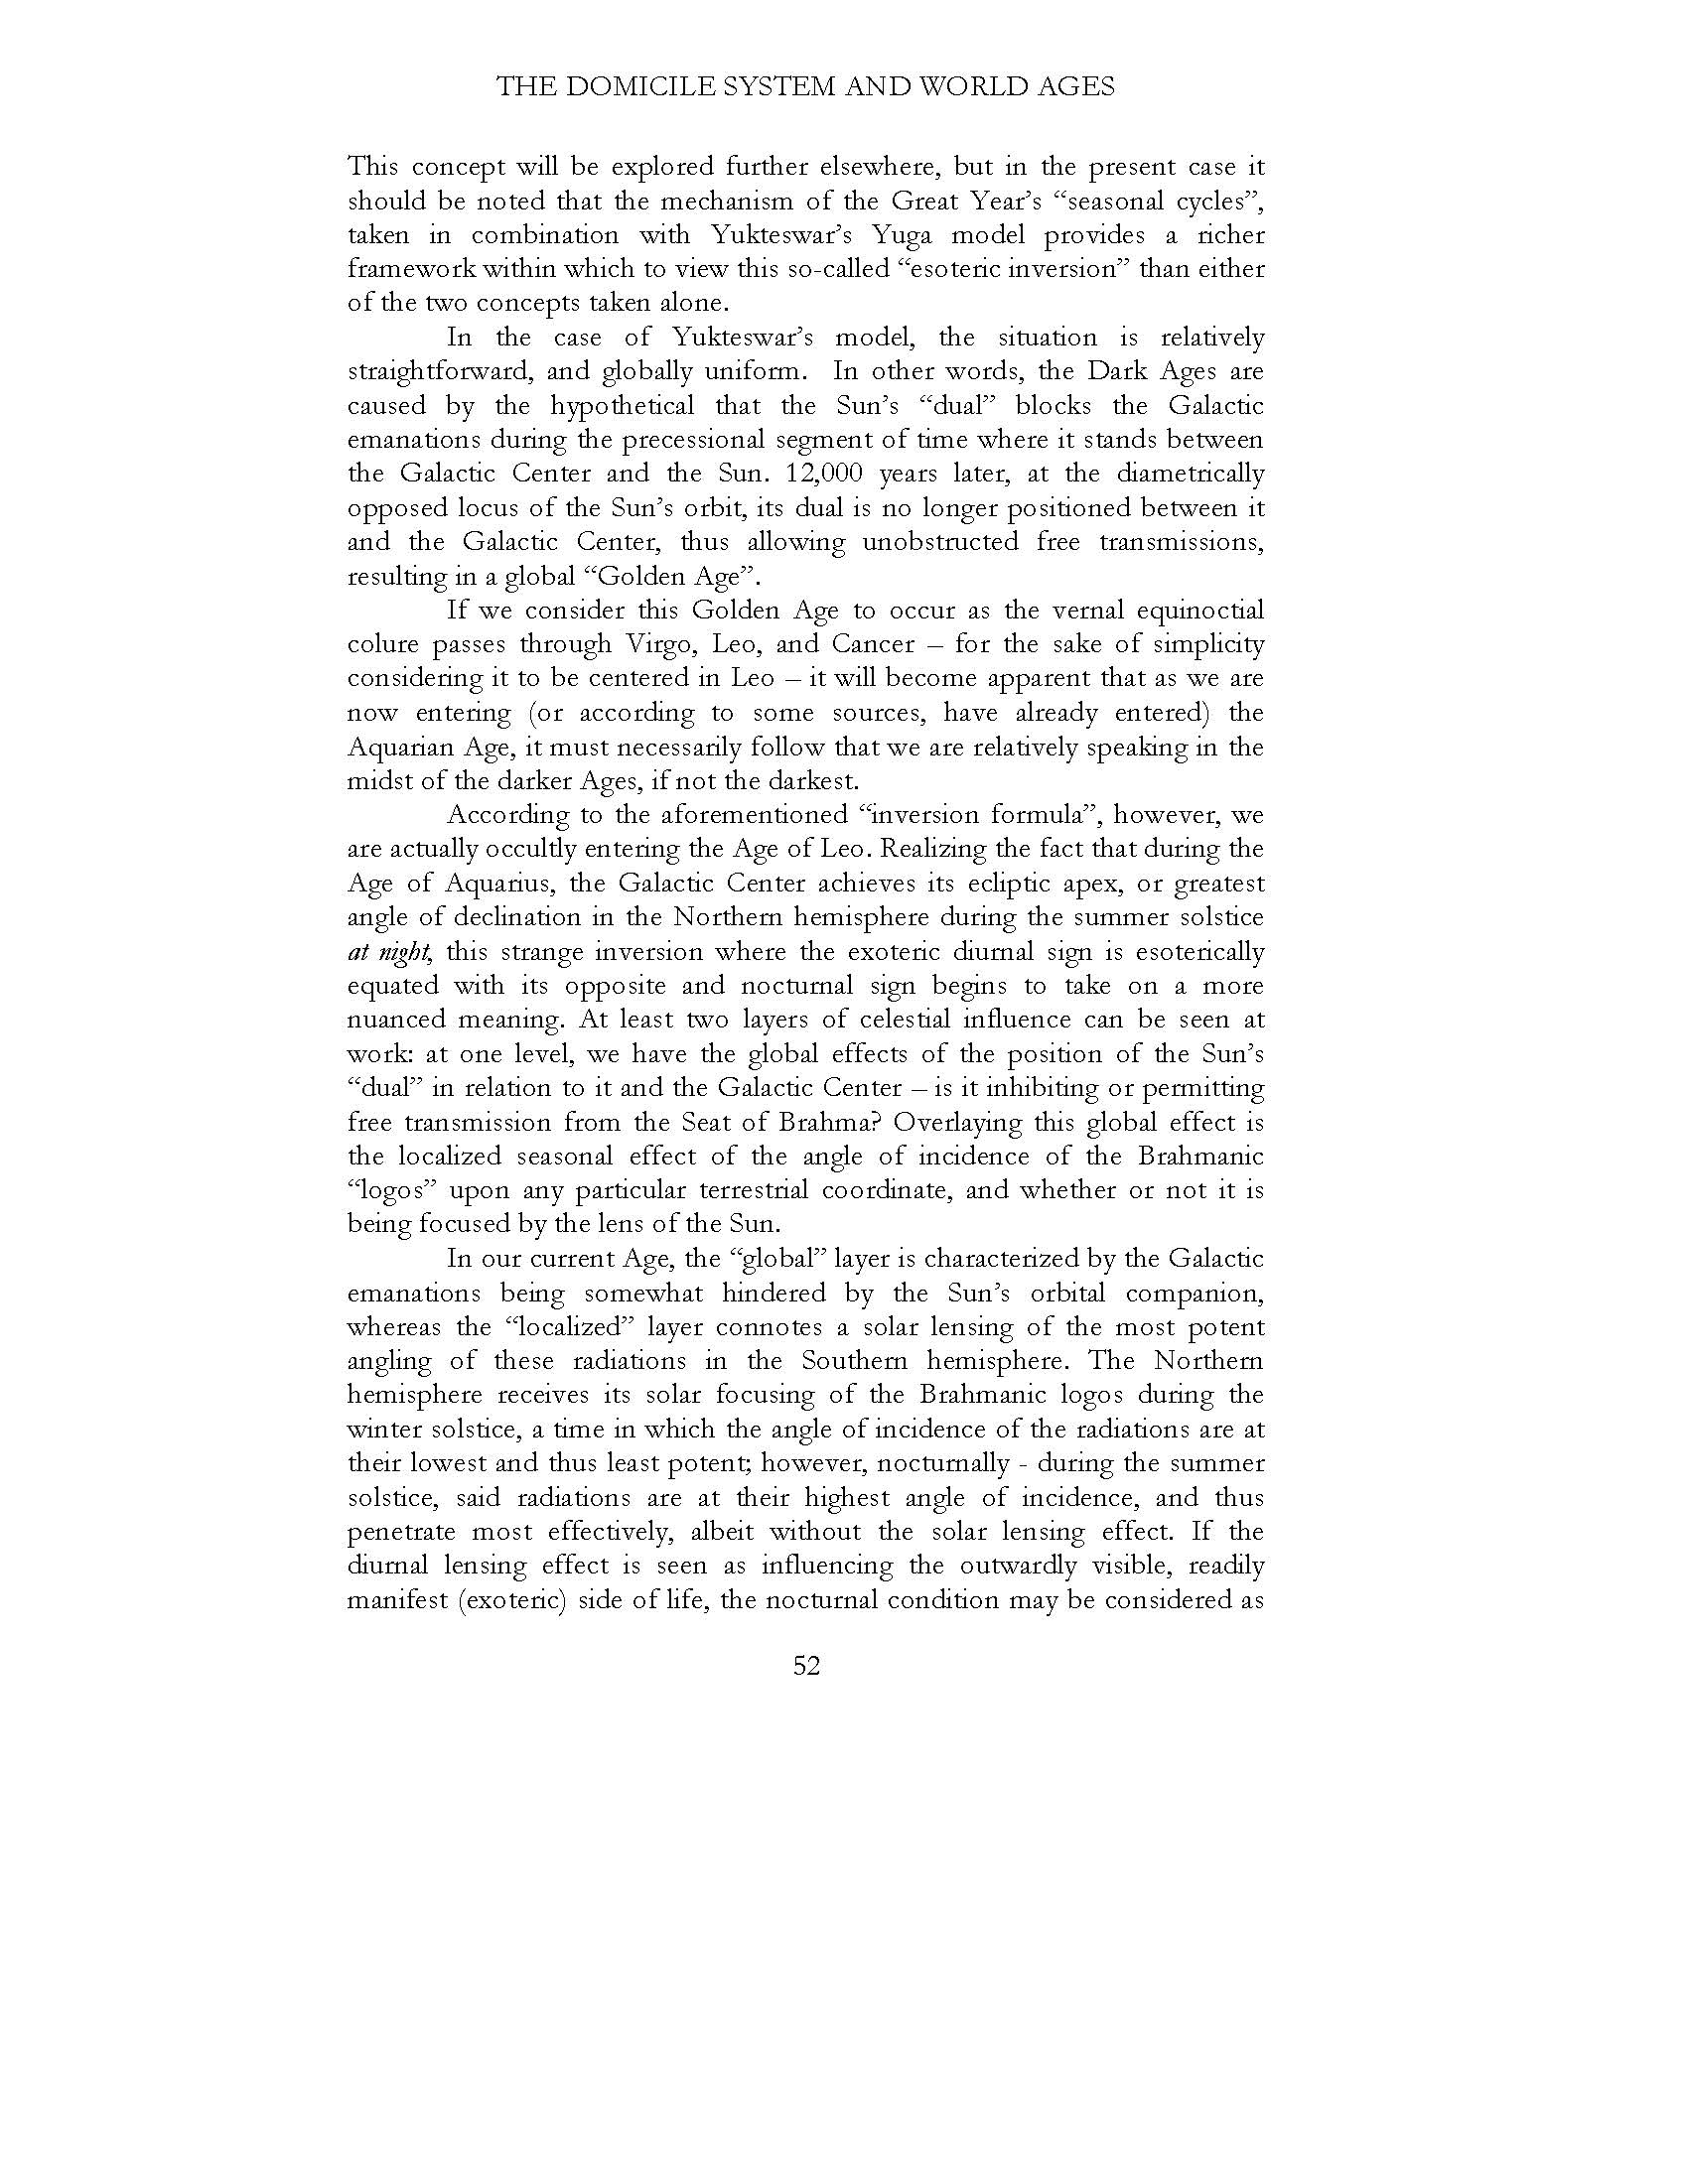 THE DOMICILE SYSTEM AND WORLD AGES
This concept will be explored further elsewhere, but in the present case it
should be noted that the mechanism of the Great Year’s “seasonal cycles”,
taken in combination with Yukteswar’s Yuga model provides a richer
framework within which to view this so-called “esoteric inversion” than either
of the two concepts taken alone.
In the case of Yukteswar’s model, the situation is relatively
straightforward, and globally uniform.  In other words, the Dark Ages are
caused by the hypothetical that the Sun’s “dual” blocks the Galactic
emanations during the precessional segment of time where it stands between
the Galactic Center and the Sun. 12,000 years later, at the diametrically
opposed locus of the Sun’s orbit, its dual is no longer positioned between it
and the Galactic Center, thus allowing unobstructed free transmissions,
resulting in a global “Golden Age”.
If we consider this Golden Age to occur as the vernal equinoctial
colure passes through Virgo, Leo, and Cancer – for the sake of simplicity
considering it to be centered in Leo – it will become apparent that as we are
now entering (or according to some sources, have already entered) the
Aquarian Age, it must necessarily follow that we are relatively speaking in the
midst of the darker Ages, if not the darkest.
According to the aforementioned “inversion formula”, however, we
are actually occultly entering the Age of Leo. Realizing the fact that during the
Age of Aquarius, the Galactic Center achieves its ecliptic apex, or greatest
angle of declination in the Northern hemisphere during the summer solstice
at night, this strange inversion where the exoteric diurnal sign is esoterically
equated with its opposite and nocturnal sign begins to take on a more
nuanced meaning. At least two layers of celestial influence can be seen at
work: at one level, we have the global effects of the position of the Sun’s
“dual” in relation to it and the Galactic Center – is it inhibiting or permitting
free transmission from the Seat of Brahma? Overlaying this global effect is
the localized seasonal effect of the angle of incidence of the Brahmanic
“logos” upon any particular terrestrial coordinate, and whether or not it is
being focused by the lens of the Sun.
In our current Age, the “global” layer is characterized by the Galactic
emanations being somewhat hindered by the Sun’s orbital companion,
whereas the “localized” layer connotes a solar lensing of the most potent
angling of these radiations in the Southern hemisphere. The Northern
hemisphere receives its solar focusing of the Brahmanic logos during the
winter solstice, a time in which the angle of incidence of the radiations are at
their lowest and thus least potent; however, nocturnally - during the summer
solstice, said radiations are at their highest angle of incidence, and thus
penetrate most effectively, albeit without the solar lensing effect. If the
diurnal lensing effect is seen as influencing the outwardly visible, readily
manifest (exoteric) side of life, the nocturnal condition may be considered as
52